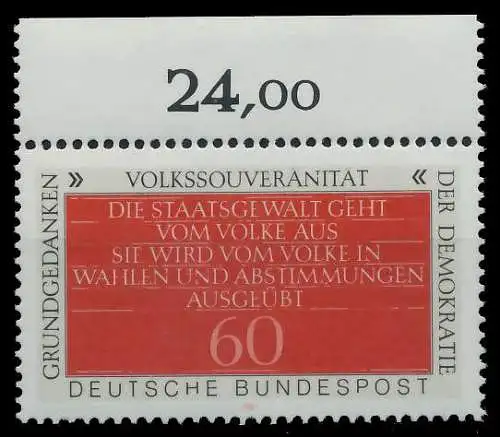 24,00
» VOLKSSOUVERANITAT «
GRUNDGEDANKEN
DER DEMOKRATIE
DIE STAATSGEWALT GEHT
VOM VOLKE AUS
SIE WIRD VOM VOLKE IN
WAHLEN UND ABSTIMMUNGEN
AUSGEÜBT
60
DEUTSCHE BUNDESPOST